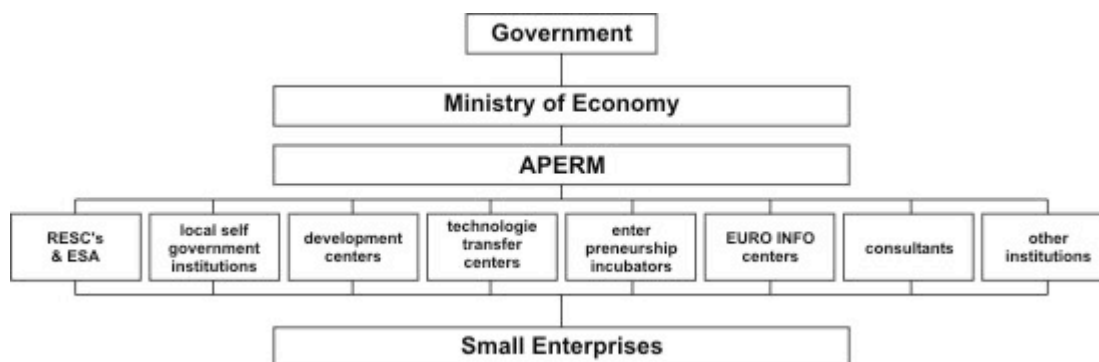 Government
Ministry of Economy
APERM
RESC's
& ESA
local self
government
institutions
development
centers
technologie
transfer
centers
enter
preneurship
incubators
EURO INFO
centers
consultants
other
institutions
Small Enterprises